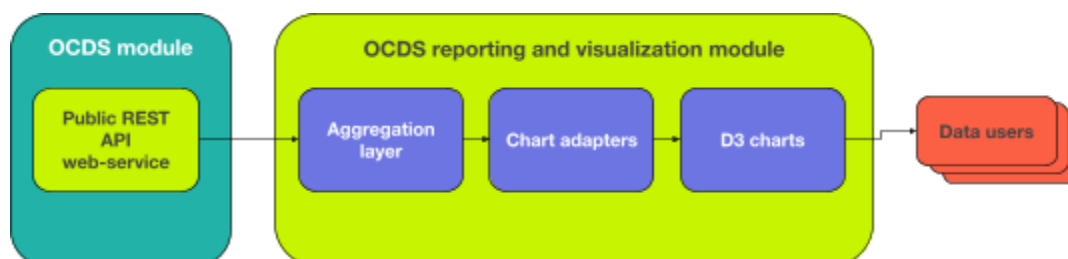 OCDS module
Public REST
API
web-service
OCDS reporting and visualization module
Aggregation
layer
Chart adapters
D3 charts
Data users